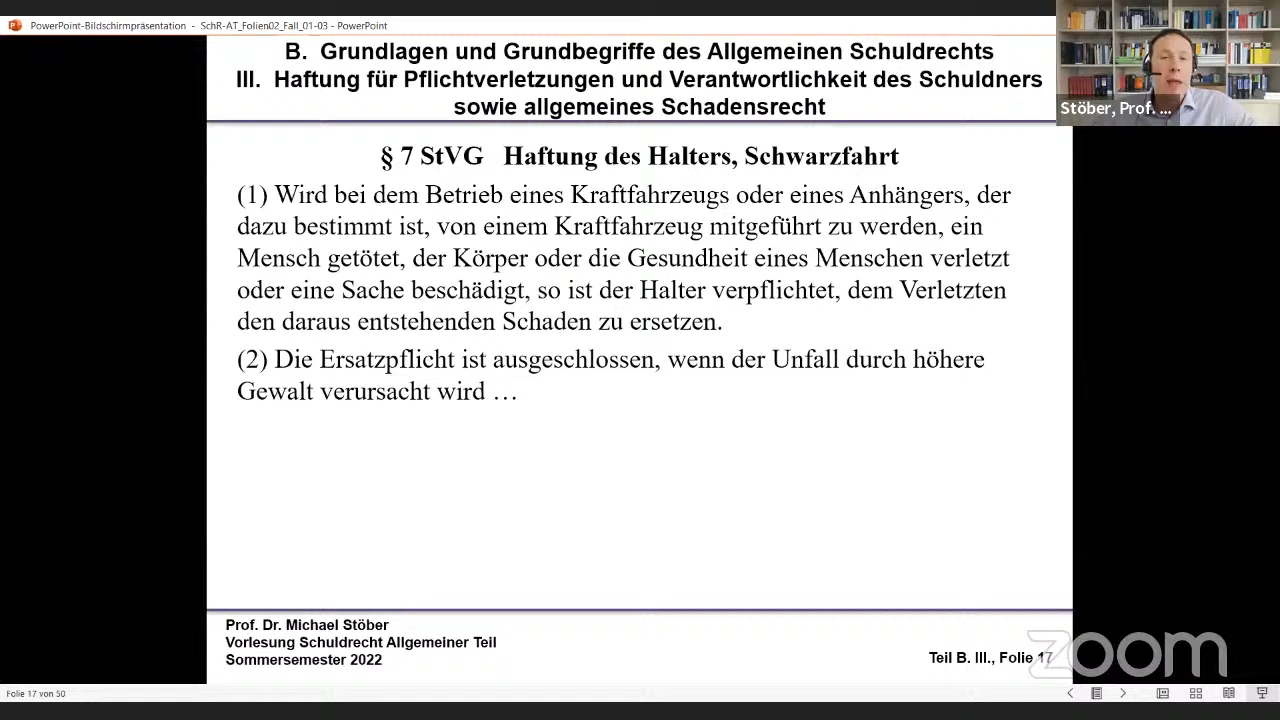 PowerPoint-Bildschirmpräsentation - SchR-AT_Folien02_Fall_01-03 - PowerPoint
B. Grundlagen und Grundbegriffe des Allgemeinen Schuldrechts
III. Haftung für Pflichtverletzungen und Verantwortlichkeit des Schuldners
sowie allgemeines Schadensrecht
Stöber, Prof. ...
§ 7 StVG Haftung des Halters, Schwarzfahrt
(1) Wird bei dem Betrieb eines Kraftfahrzeugs oder eines Anhängers, der
dazu bestimmt ist, von einem Kraftfahrzeug mitgeführt zu werden, ein
Mensch getötet, der Körper oder die Gesundheit eines Menschen verletzt
oder eine Sache beschädigt, so ist der Halter verpflichtet, dem Verletzten
den daraus entstehenden Schaden zu ersetzen.
(2) Die Ersatzpflicht ist ausgeschlossen, wenn der Unfall durch höhere
Gewalt verursacht wird …
Prof. Dr. Michael Stöber
Vorlesung Schuldrecht Allgemeiner Teil
Sommersemester 2022
Teil B. III., Folie 17
zoom
Folie 17 von 50